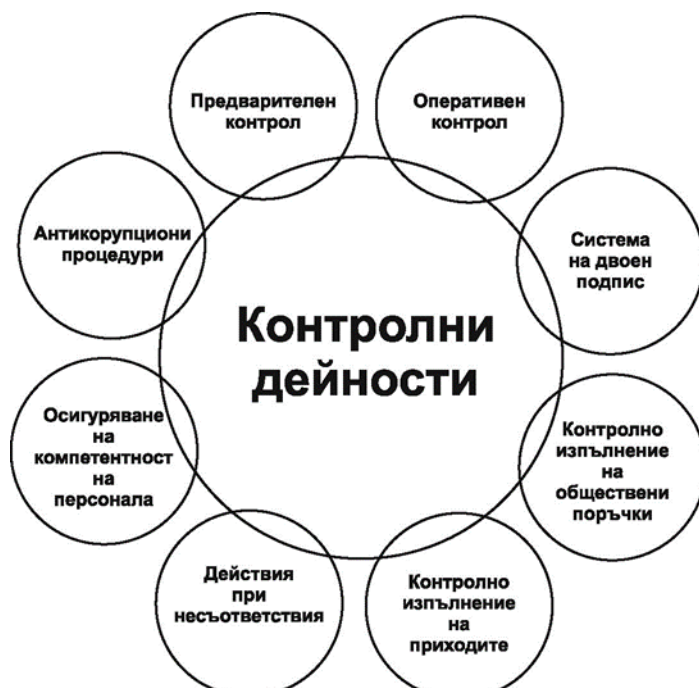 Предварителен
контрол
Оперативен
контрол
Антикорупциони
процедури
Система
на двоен
подпис
Контролни
дейности
Осигуряване
на
компетентност
на
персонала
Контролно
изпълнение
на
обществени
поръчки
Действия
при
несъответствия
Контролно
изпълнение
на
приходите